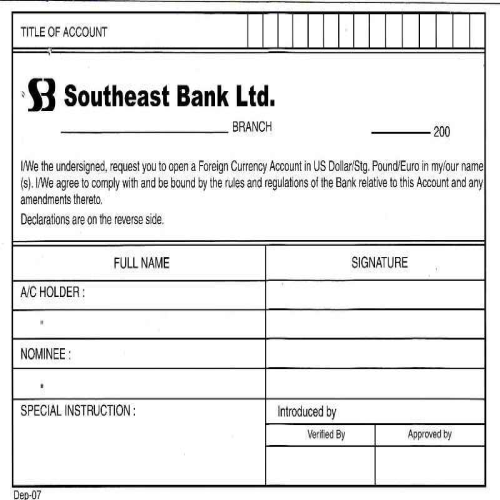 TITLE OF ACCOUNT
SB Southeast Bank Ltd.
BRANCH
200
I/We the undersigned, request you to open a Foreign Currency Account in US Dollar/Stg. Pound/Euro in my/our name
(s). I/We agree to comply with and be bound by the rules and regulations of the Bank relative to this Account and any
amendments thereto.
Declarations are on the reverse side.
FULL NAME SIGNATURE
A/C HOLDER :
"
NOMINEE :
"
SPECIAL INSTRUCTION : Introduced by
Verified By Approved by
Dep-07